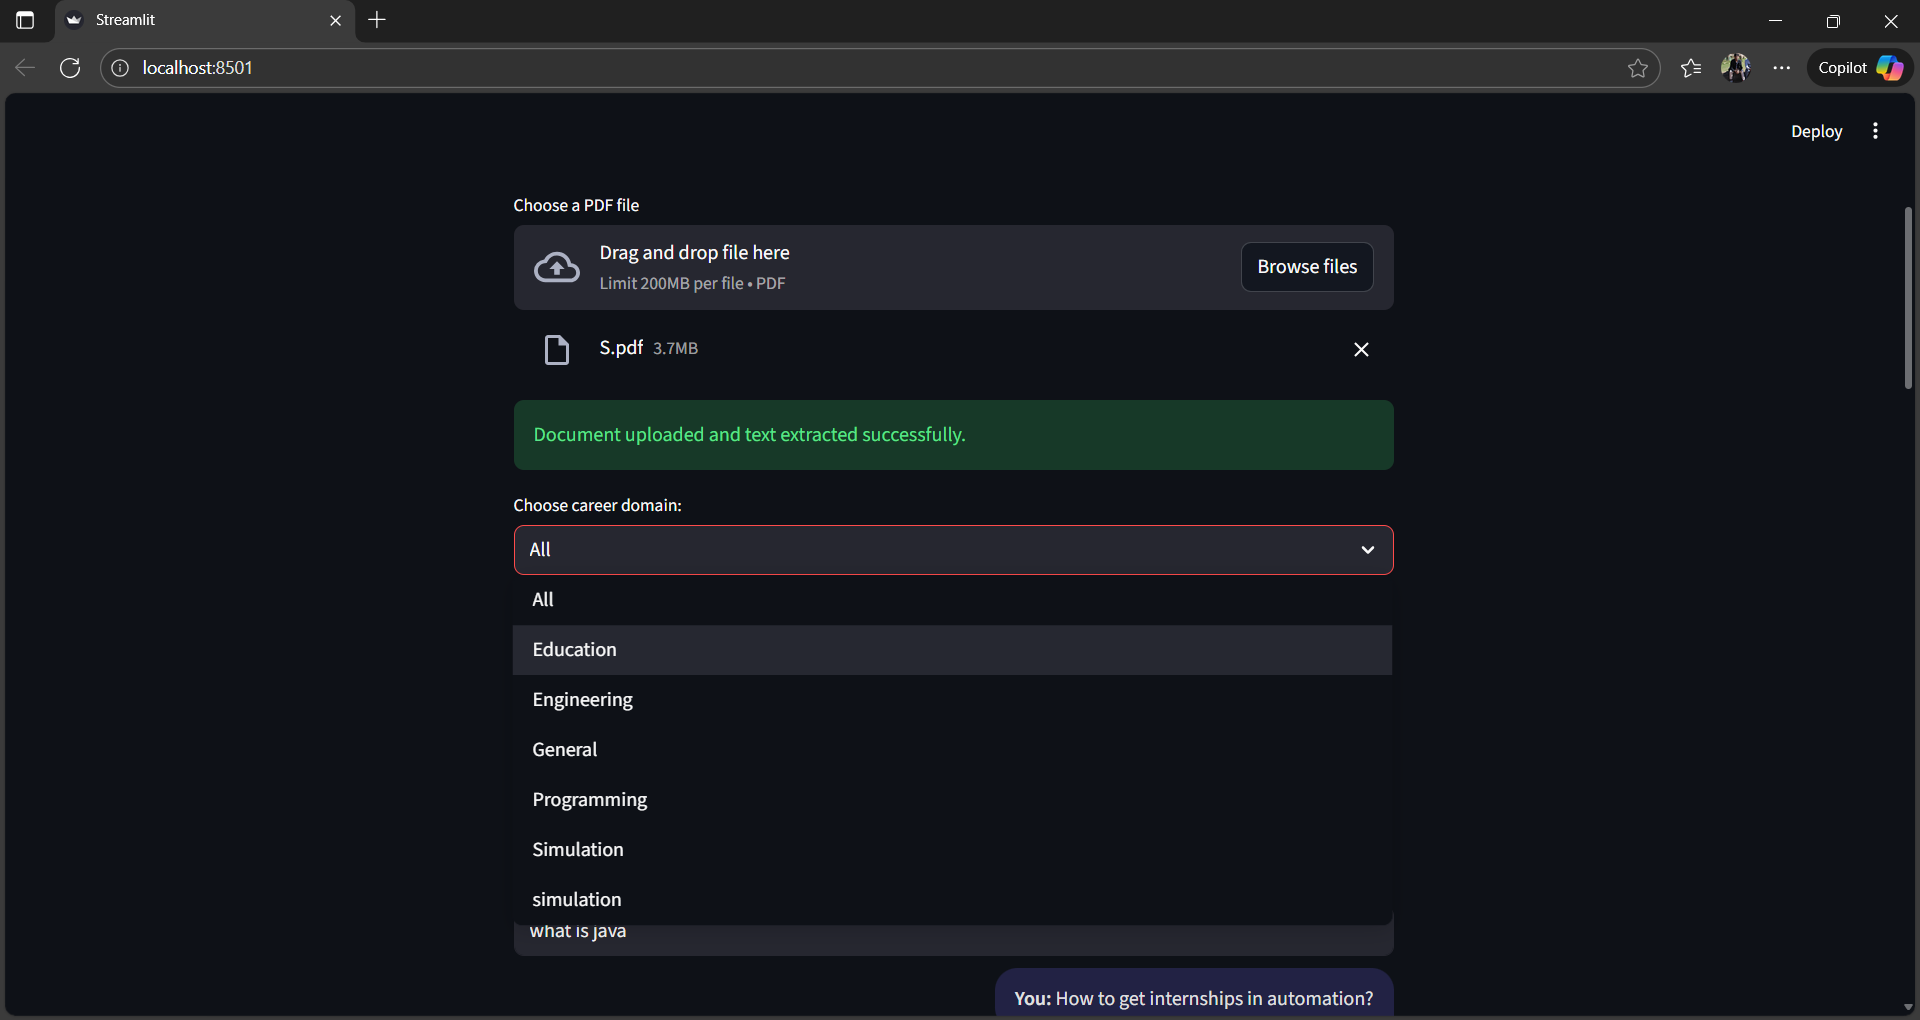 Streamlit
localhost:8501
Copilot
Deploy
Choose a PDF file
Drag and drop file here
Limit 200MB per file • PDF
Browse files
S.pdf 3.7MB
Document uploaded and text extracted successfully.
Choose career domain:
All
All
Education
Engineering
General
Programming
Simulation
simulation
what is java
You: How to get internships in automation?